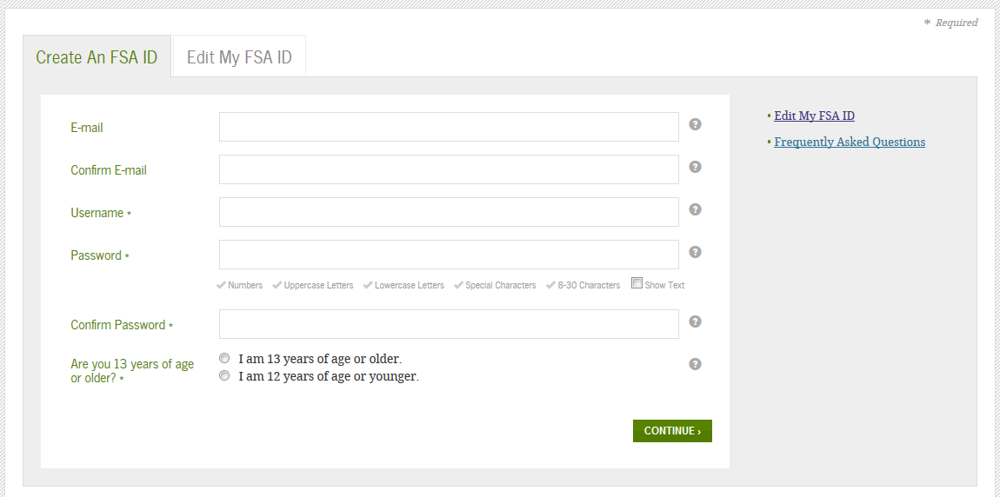 * Required
Create An FSA ID
Edit My FSA ID
E-mail
Confirm E-mail
Username *
Password *
Numbers Uppercase Letters Lowercase Letters Special Characters 8-30 Characters Show Text
Confirm Password *
Are you 13 years of age
or older? *
I am 13 years of age or older.
I am 12 years of age or younger.
CONTINUE ›
• Edit My FSA ID
• Frequently Asked Questions